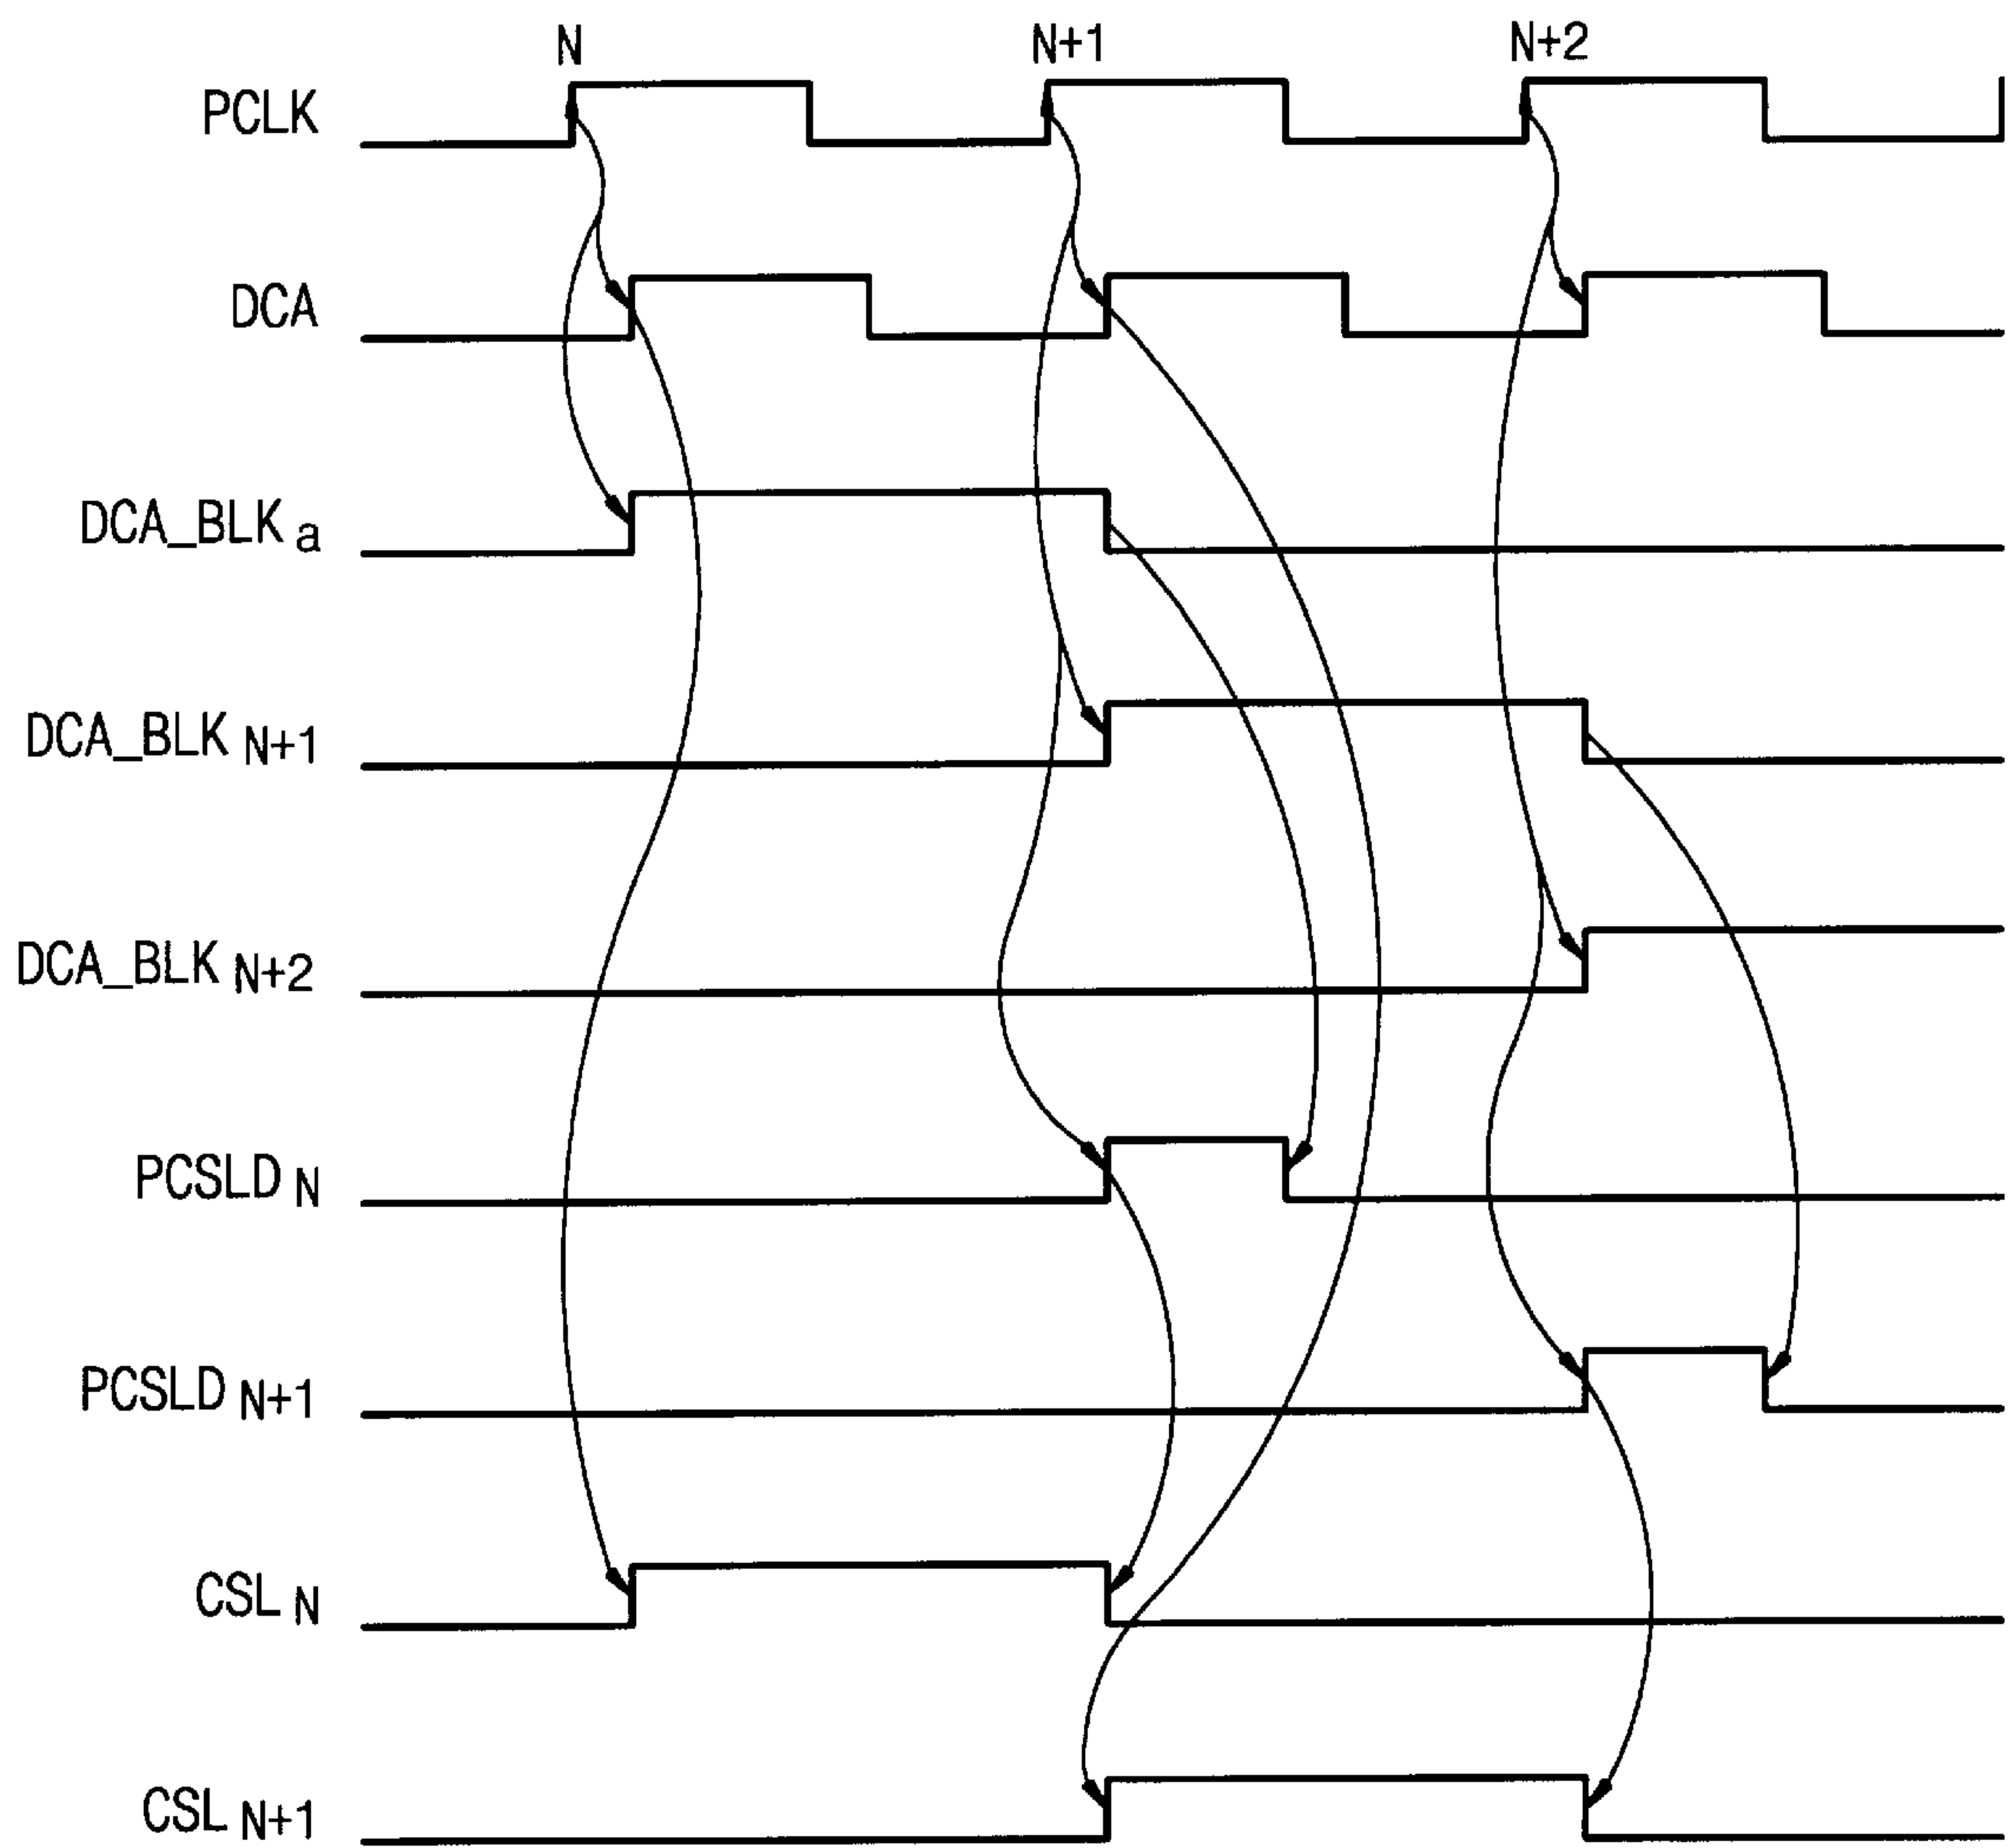 N N+1 N+2
PCLK
DCA
DCA_BLK a
DCA_BLK N+1
DCA_BLK N+2
PCSLD N
PCSLD N+1
CSL N
CSL N+1